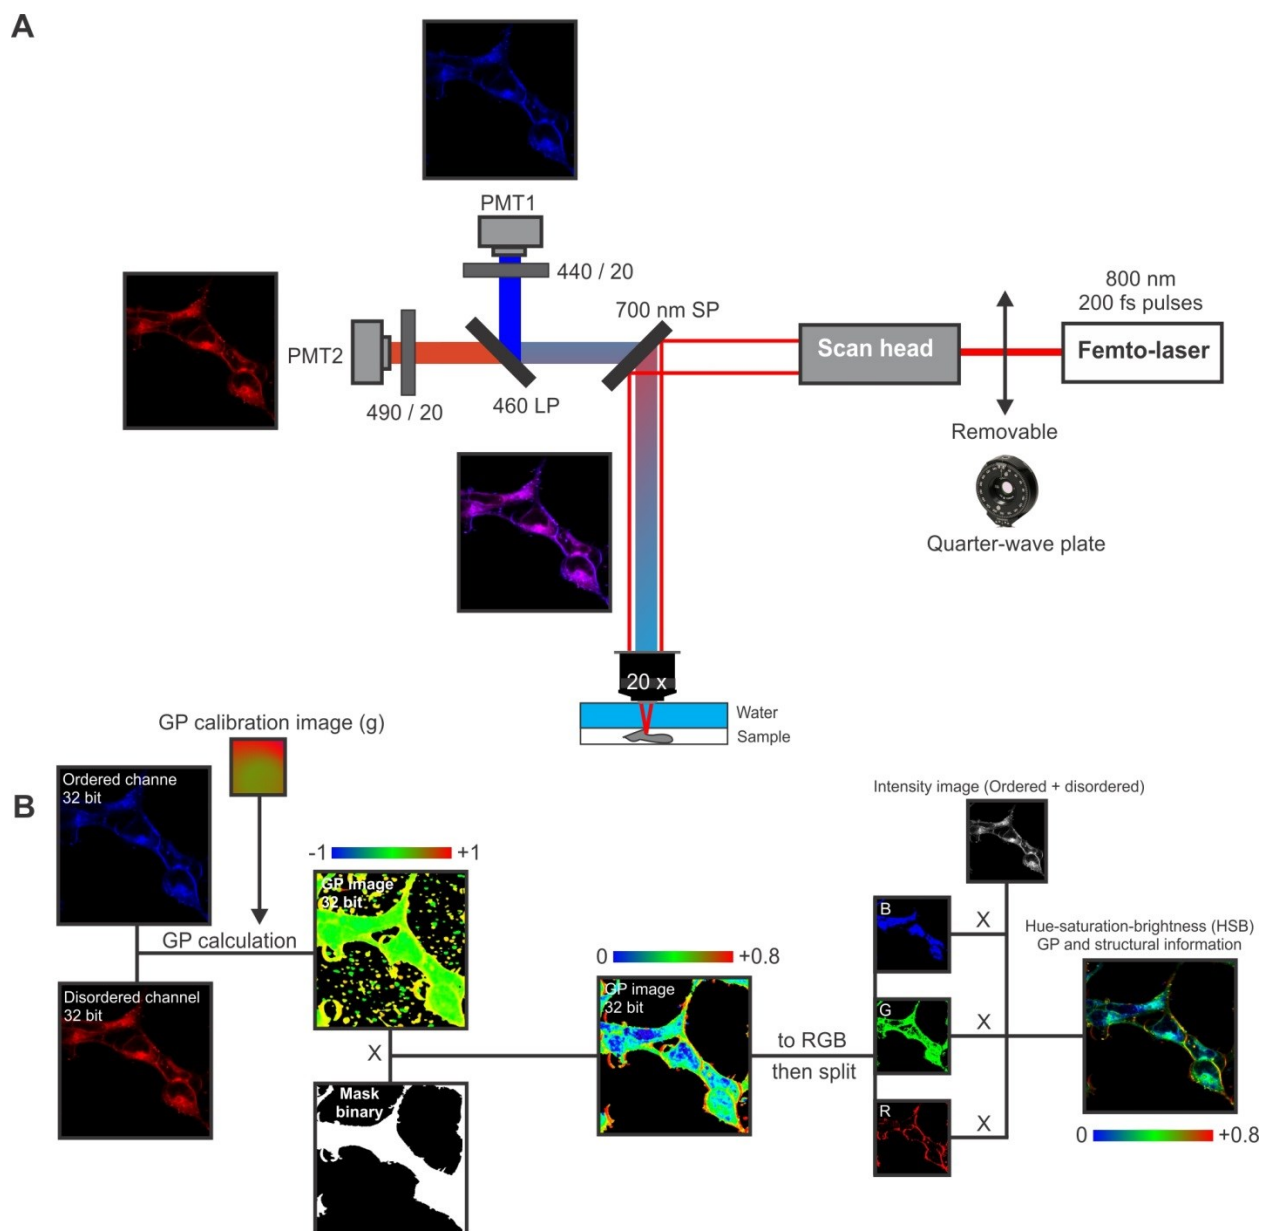 A
PMT1
440 / 20
700 nm SP
800 nm
200 fs pulses
Scan head
Femto-laser
PMT2
490 / 20
460 LP
Removable
Quarter-wave plate
20 x
Water
Sample
B
GP calibration image (g)
Ordered channe
32 bit
-1
+1
GP image
32 bit
GP calculation
Disordered channel
32 bit
X
Mask
binary
0
+0.8
GP image
32 bit
to RGB
then split
Intensity image (Ordered + disordered)
B
X
G
X
R
X
Hue-saturation-brightness (HSB)
GP and structural information
0
+0.8